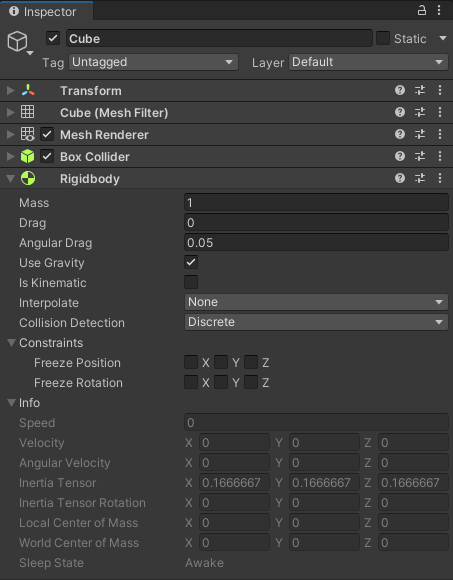 Inspector
Cube Static
Tag Untagged Layer Default
Transform
Cube (Mesh Filter)
Mesh Renderer
Box Collider
Rigidbody
Mass 1
Drag 0
Angular Drag 0.05
Use Gravity
Is Kinematic
Interpolate None
Collision Detection Discrete
Constraints
Freeze Position X Y Z
Freeze Rotation X Y Z
Info
Speed 0
Velocity X 0 Y 0 Z 0
Angular Velocity X 0 Y 0 Z 0
Inertia Tensor X 0.1666667 Y 0.1666667 Z 0.1666667
Inertia Tensor Rotation X 0 Y 0 Z 0
Local Center of Mass X 0 Y 0 Z 0
World Center of Mass X 0 Y 0 Z 0
Sleep State Awake